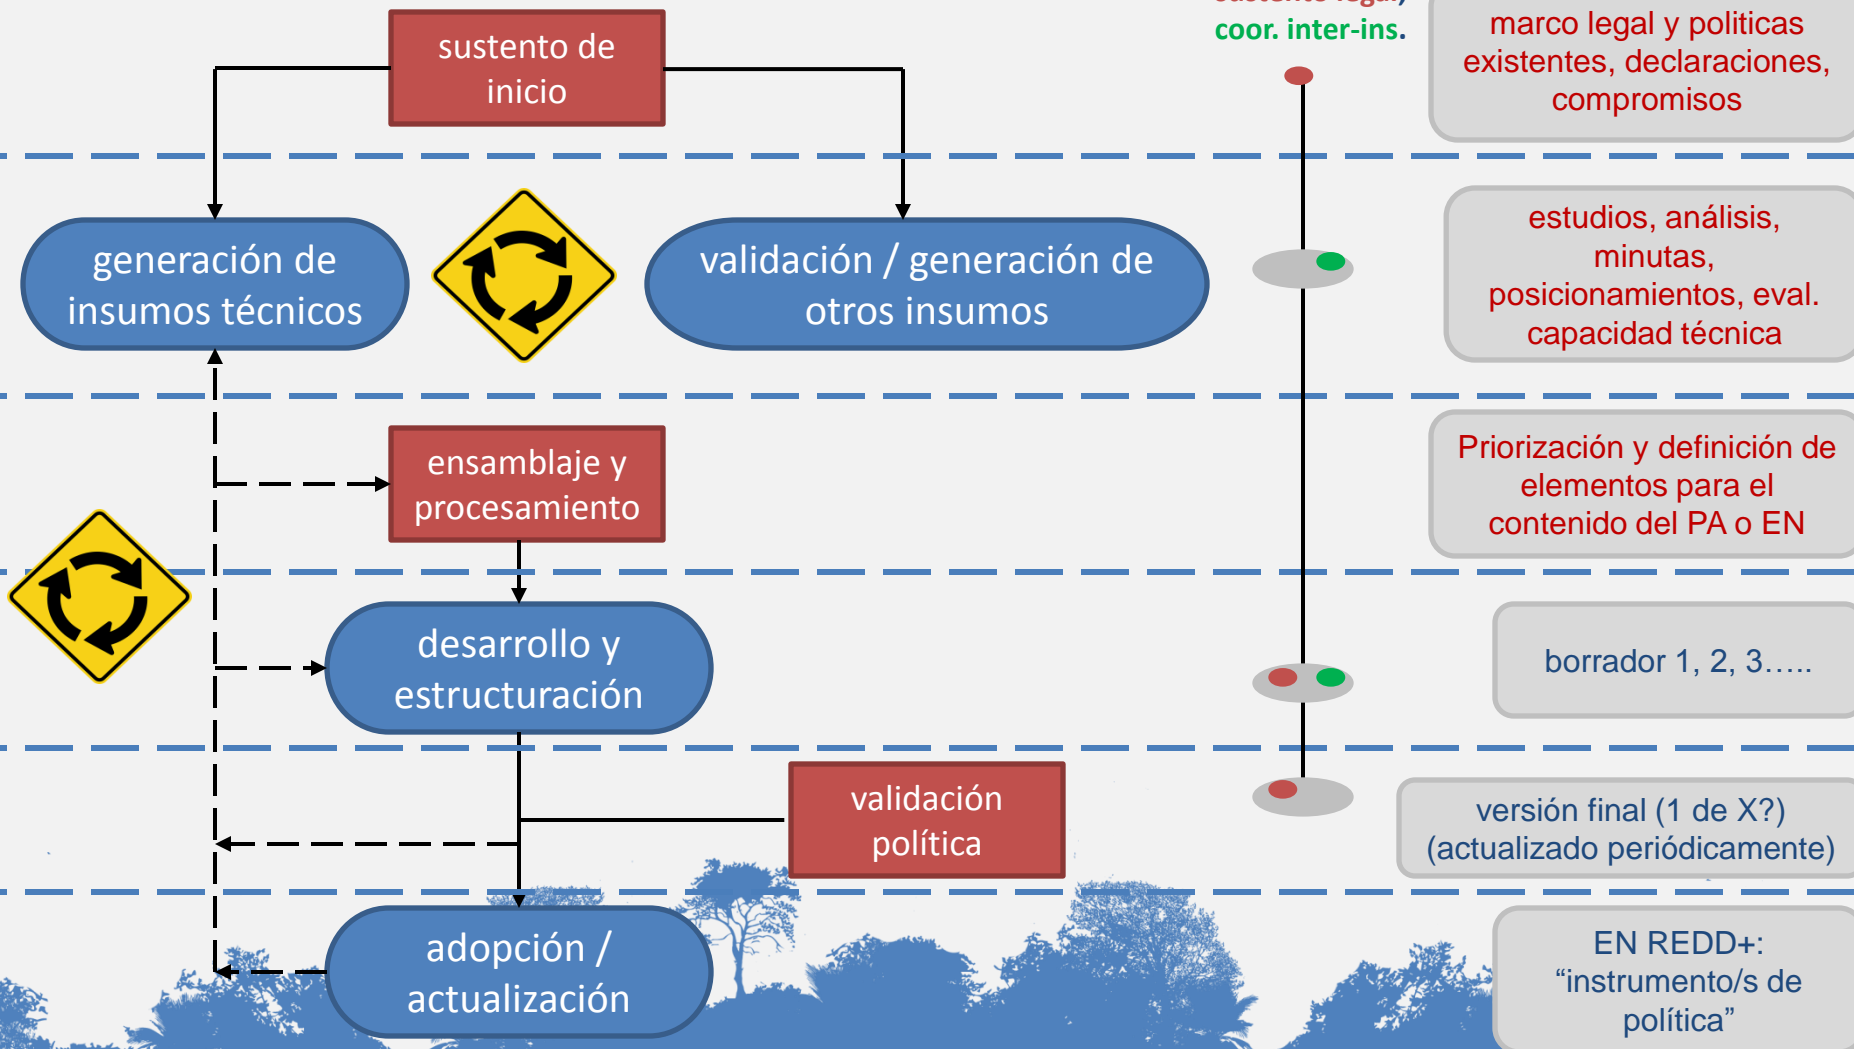 sustento legal,
coor. inter-ins.
sustento de
inicio
marco legal y politicas
existentes, declaraciones,
compromisos
generación de
insumos técnicos
validación / generación de
otros insumos
estudios, análisis,
minutas,
posicionamientos, eval.
capacidad técnica
ensamblaje y
procesamiento
Priorización y definición de
elementos para el
contenido del PA o EN
desarrollo y
estructuración
borrador 1, 2, 3…..
validación
política
versión final (1 de X?)
(actualizado periódicamente)
adopción /
actualización
EN REDD+:
“instrumento/s de
política”